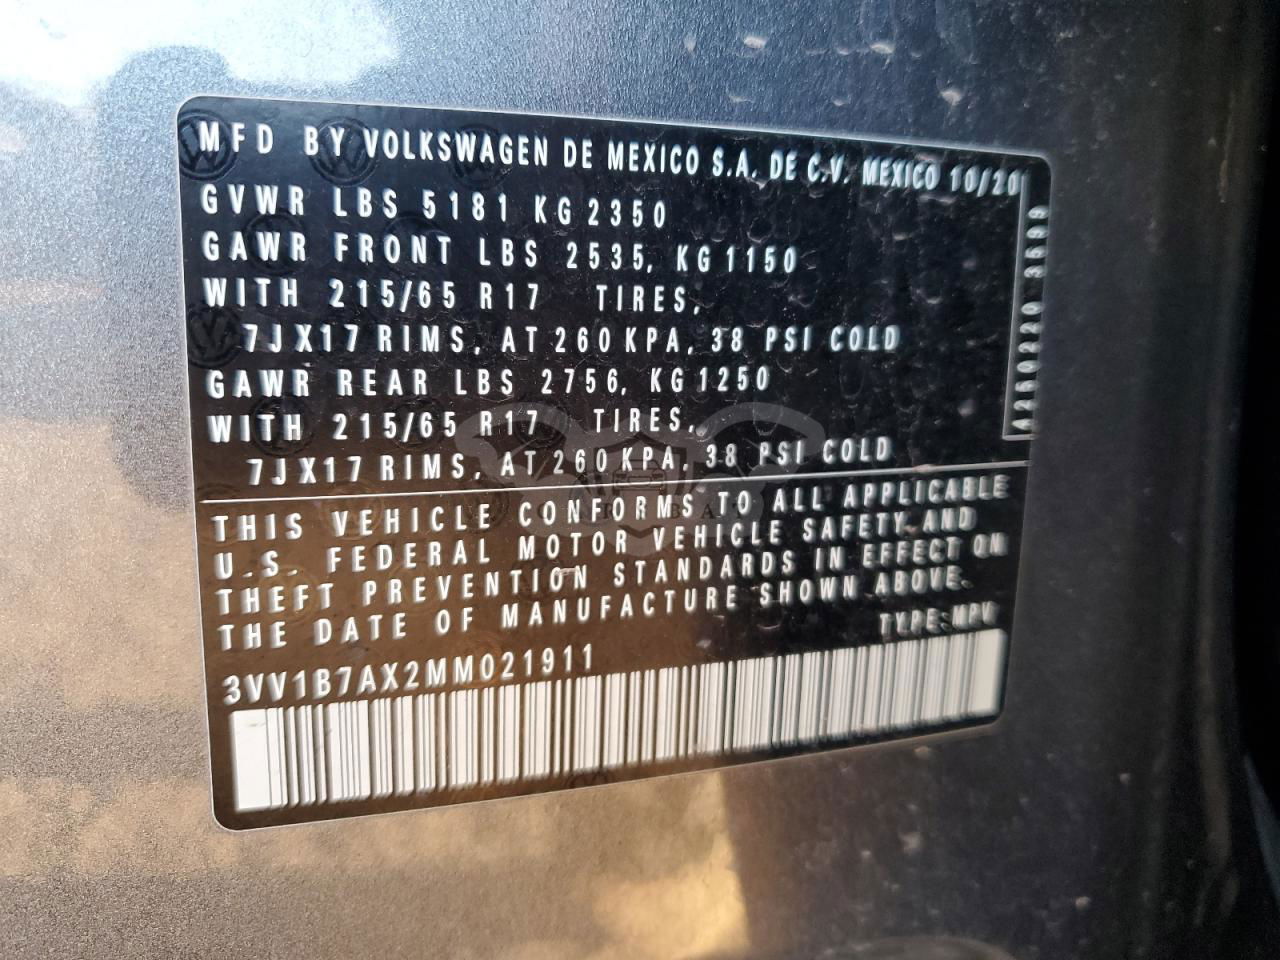 MFD BY VOLKSWAGEN DE MEXICO S.A. DE C.V. MEXICO 10/20
GVWR LBS 5181 KG 2350
GAWR FRONT LBS 2535, KG 1150
WITH 215/65 R17 TIRES,
7JX17 RIMS, AT 260 KPA, 38 PSI COLD
GAWR REAR LBS 2756, KG 1250
WITH 215/65 R17 TIRES,
7JX17 RIMS, AT 260 KPA, 38 PSI COLD
A260220 3599
THIS VEHICLE CONFORMS TO ALL APPLICABLE
U.S. FEDERAL MOTOR VEHICLE SAFETY AND
THEFT PREVENTION STANDARDS IN EFFECT ON
THE DATE OF MANUFACTURE SHOWN ABOVE.
TYPE: MPV
3VV1B7AX2MM021911